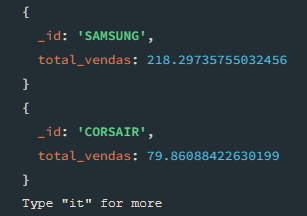 {
  _id: 'SAMSUNG',
  total_vendas: 218.29735755032456
}
{
  _id: 'CORSAIR',
  total_vendas: 79.86088422630199
}
Type "it" for more